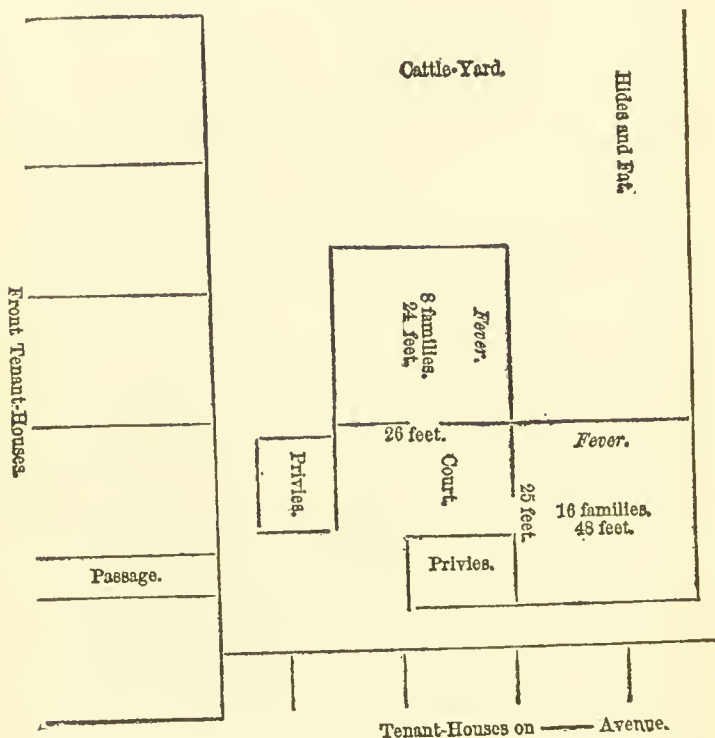 Cattle-Yard.
Hides and Fat.
Front Tenant-Houses.
Fever.
8 families.
24 feet.
26 feet.
Fever.
Privies.
Court.
25 feet
16 families.
48 feet.
Privies.
Passage.
Tenant-Houses on —— Avenue.